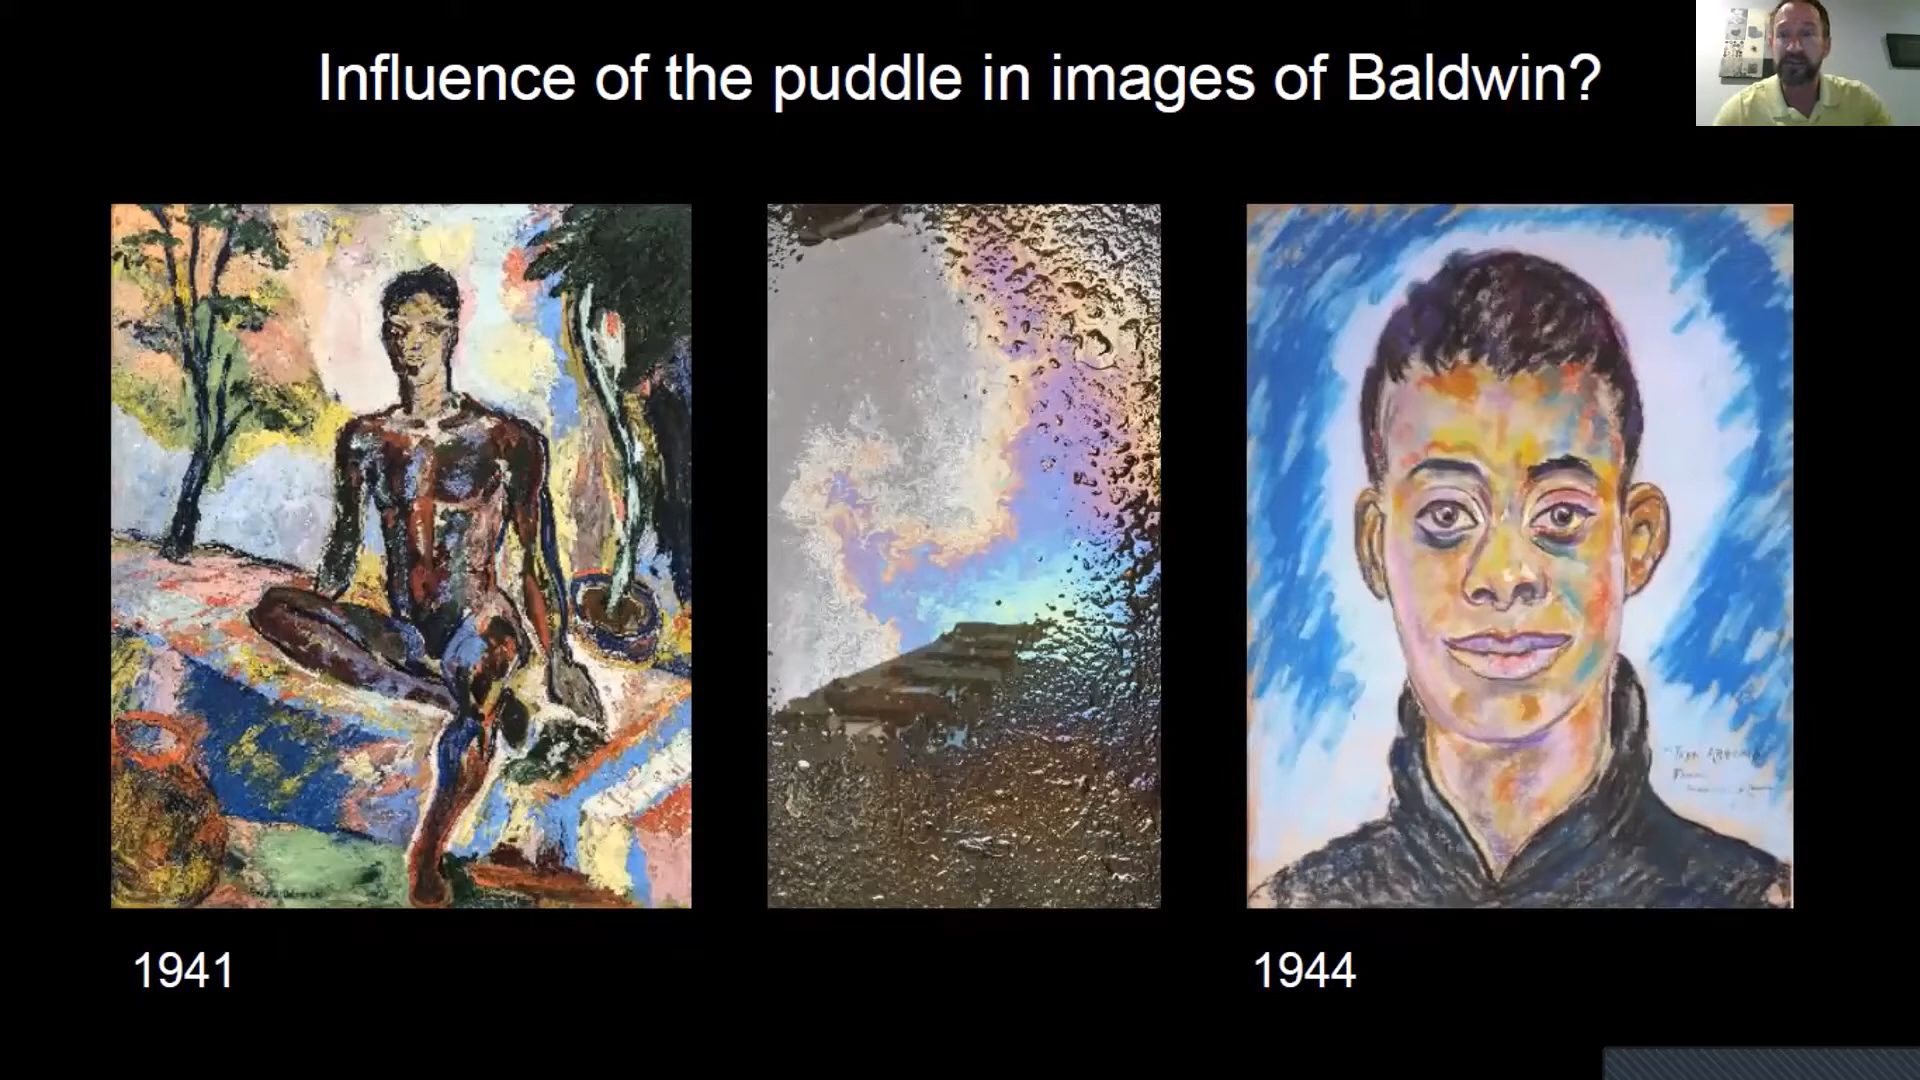 Influence of the puddle in images of Baldwin?
1941
1944